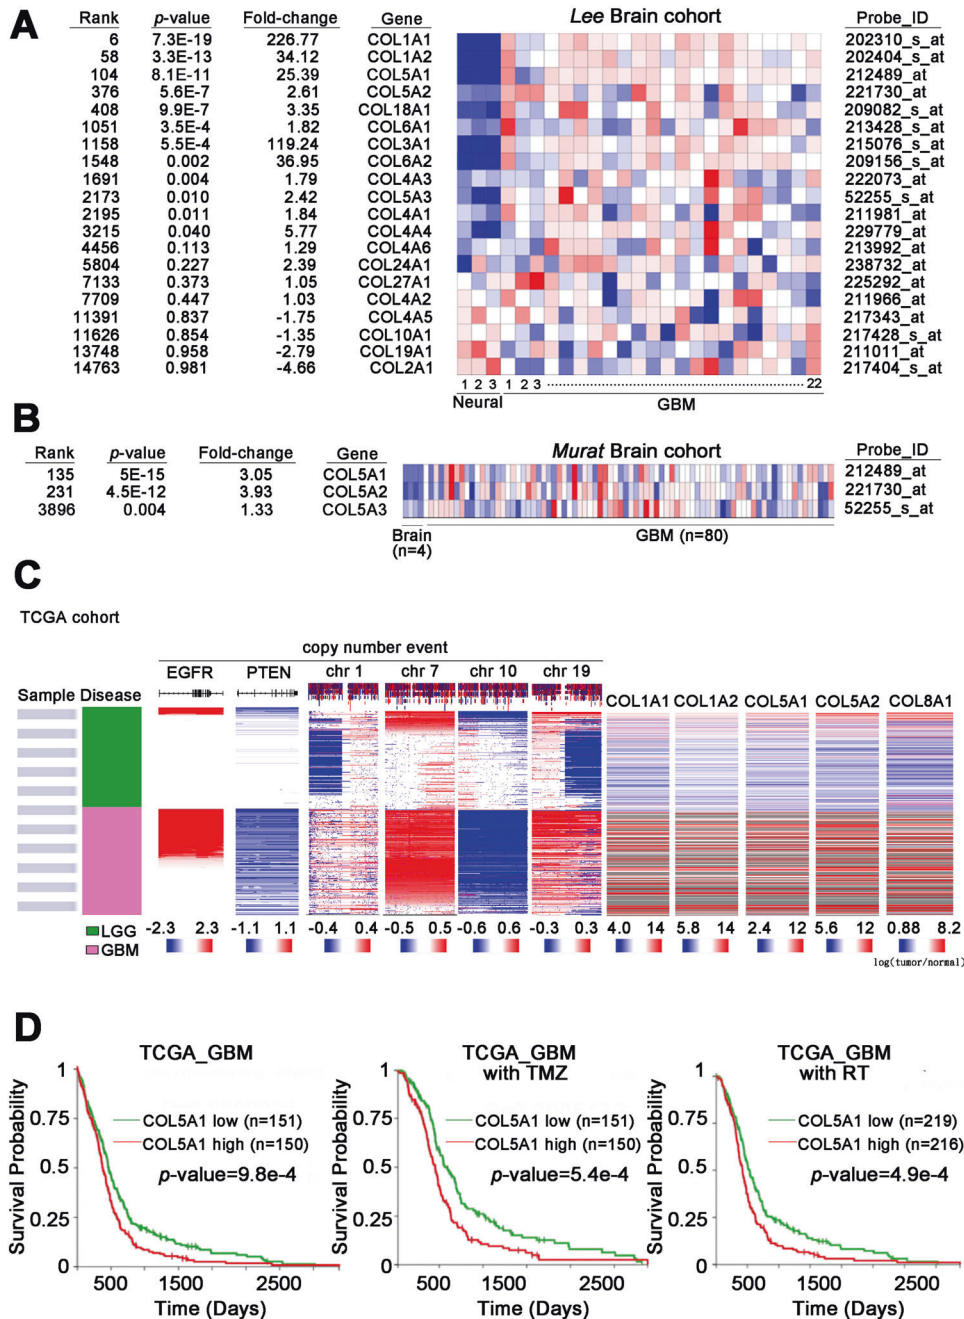 A
Lee Brain cohort
Rank p-value Fold-change Gene Probe_ID
6 7.3E-19 226.77 COL1A1 202310_s_at
58 3.3E-13 34.12 COL1A2 202404_s_at
104 8.1E-11 25.39 COL5A1 212489_at
376 5.6E-7 2.61 COL5A2 221730_at
408 9.9E-7 3.35 COL18A1 209082_s_at
1051 3.5E-4 1.82 COL6A1 213428_s_at
1158 5.5E-4 119.24 COL3A1 215076_s_at
1548 0.002 36.95 COL6A2 209156_s_at
1691 0.004 1.79 COL4A3 222073_at
2173 0.010 2.42 COL5A3 52255_s_at
2195 0.011 1.84 COL4A1 211981_at
3215 0.040 5.77 COL4A4 229779_at
4456 0.113 1.29 COL4A6 213992_at
5804 0.227 2.39 COL24A1 238732_at
7133 0.373 1.05 COL27A1 225292_at
7709 0.447 1.03 COL4A2 211966_at
11391 0.837 -1.75 COL4A5 217343_at
11626 0.854 -1.35 COL10A1 217428_s_at
13748 0.958 -2.79 COL19A1 211011_at
14763 0.981 -4.66 COL2A1 217404_s_at
1 2 3 1 2 3 22
Neural GBM
B
Murat Brain cohort
Rank p-value Fold-change Gene Probe_ID
135 5E-15 3.05 COL5A1 212489_at
231 4.5E-12 3.93 COL5A2 221730_at
3896 0.004 1.33 COL5A3 52255_s_at
Brain (n=4) GBM (n=80)
C
TCGA cohort
copy number event
EGFR PTEN chr 1 chr 7 chr 10 chr 19
Sample Disease COL1A1 COL1A2 COL5A1 COL5A2 COL8A1
LGG
GBM
-2.3 2.3 -1.1 1.1 -0.4 0.4 -0.5 0.5 -0.6 0.6 -0.3 0.3 4.0 14 5.8 14 2.4 12 5.6 12 0.88 8.2
log(tumor/normal)
D
TCGA_GBM
Survival Probability
1
0.75
0.5
0.25
0
COL5A1 low (n=151)
COL5A1 high (n=150)
p-value=9.8e-4
500 1500 2500
Time (Days)
TCGA_GBM
with TMZ
Survival Probability
1
0.75
0.5
0.25
0
COL5A1 low (n=151)
COL5A1 high (n=150)
p-value=5.4e-4
500 1500 2500
Time (Days)
TCGA_GBM
with RT
Survival Probability
1
0.75
0.5
0.25
0
COL5A1 low (n=219)
COL5A1 high (n=216)
p-value=4.9e-4
500 1500 2500
Time (Days)